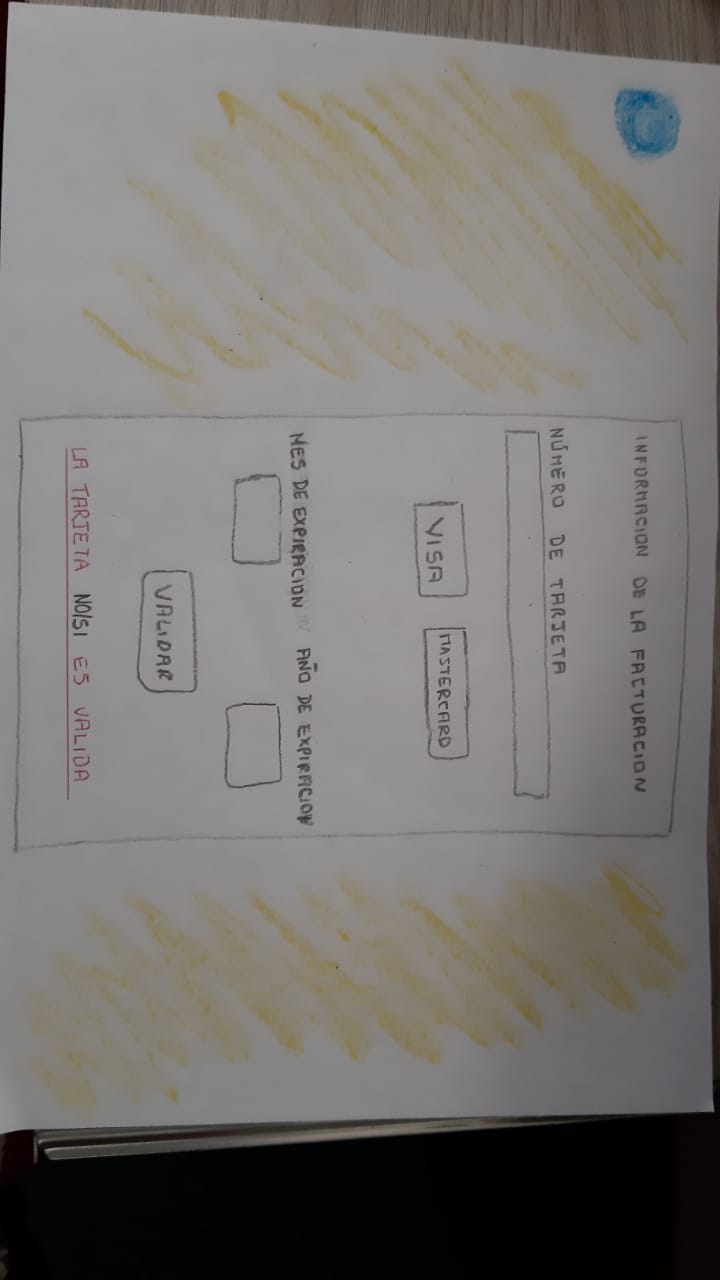 INFORMACION DE LA FACTURACION
NÚMERO DE TARJETA
VISA
MASTERCARD
MES DE EXPIRACION
AÑO DE EXPIRACION
VALIDAR
LA TARJETA NO/SI ES VALIDA